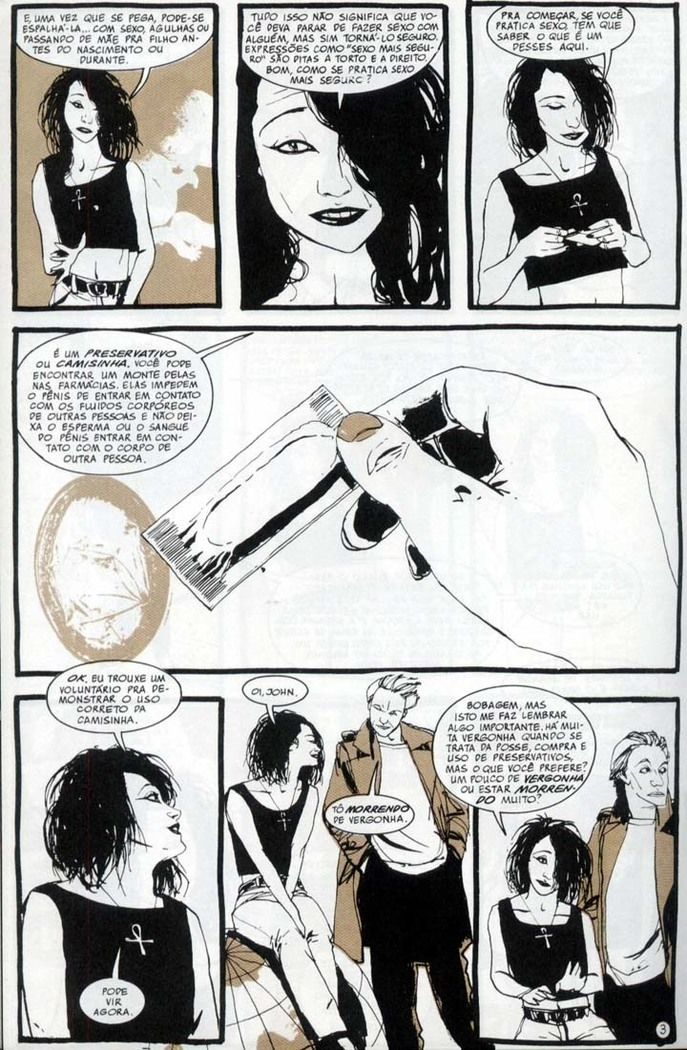 E, UMA VEZ QUE SE PEGA, PODE-SE
ESPALHÁ-LA... COM SEXO, AGULHAS OU
PASSANDO DE MÃE PRA FILHO AN-
TES DO NASCIMENTO OU
DURANTE.
TUDO ISSO NÃO SIGNIFICA QUE VO-
CÊ DEVA PARAR DE FAZER SEXO COM
ALGUÉM, MAS, SIM TORNÁ-LO SEGURO.
EXPRESSÕES COMO "SEXO MAIS SEGU-
RO" SÃO DITAS A TORTO E A DIREITO.
BOM, COMO SE PRATICA SEXO
MAIS SEGURO?
PRA COMEÇAR, SE VOCÊ
PRATICA SEXO, TEM QUE
SABER O QUE É UM
DESSES AQUI.
É UM PRESERVATIVO
OU CAMISINHA. VOCÊ PODE
ENCONTRAR UM MONTE DELAS
NAS FARMÁCIAS. ELAS IMPEDEM
O PÊNIS DE ENTRAR EM CONTATO
COM OS FLUIDOS CORPÓREOS
DE OUTRAS PESSOAS E NÃO DEI-
XA O ESPERMA OU O SANGUE
DO PÊNIS ENTRAR EM CON-
TATO COM O CORPO DE
OUTRA PESSOA.
OK. EU TROUXE UM
VOLUNTÁRIO PRA DE-
MONSTRAR O USO
CORRETO DA
CAMISINHA.
PODE
VIR
AGORA.
OI, JOHN.
TÔ MORRENDO
DE VERGONHA.
BOBAGEM, MAS
ISTO ME FAZ LEMBRAR
ALGO IMPORTANTE. HÁ MUI-
TA VERGONHA QUANDO SE
TRATA DA POSSE, COMPRA E
USO DE PRESERVATIVOS,
MAS O QUE VOCÊ PREFERE?
UM POUCO DE VERGONHA
OU ESTAR MORREN-
DO MUITO?
3